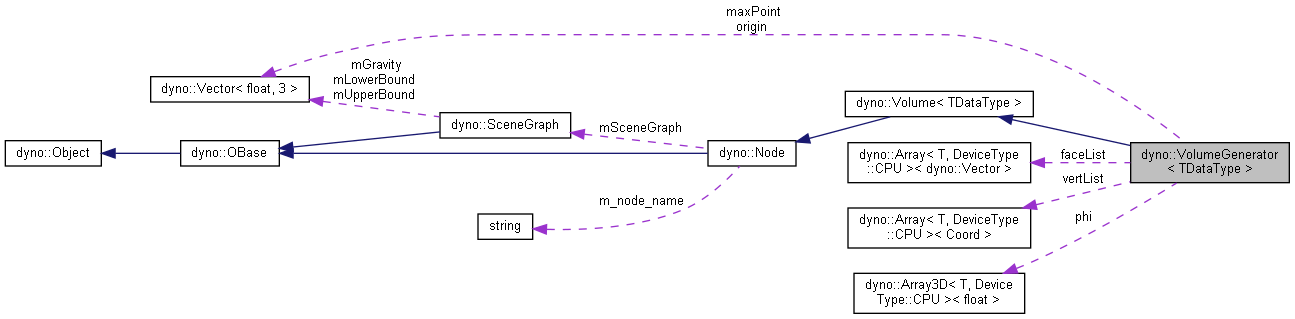 maxPoint
origin
dyno::Vector< float, 3 >
mGravity
mLowerBound
mUpperBound
dyno::SceneGraph
mSceneGraph
dyno::Volume< TDataType >
dyno::Object
dyno::OBase
dyno::Node
dyno::Array< T, DeviceType
::CPU >< dyno::Vector >
faceList
dyno::VolumeGenerator
< TDataType >
vertList
m_node_name
string
dyno::Array< T, DeviceType
::CPU >< Coord >
phi
dyno::Array3D< T, Device
Type::CPU >< float >